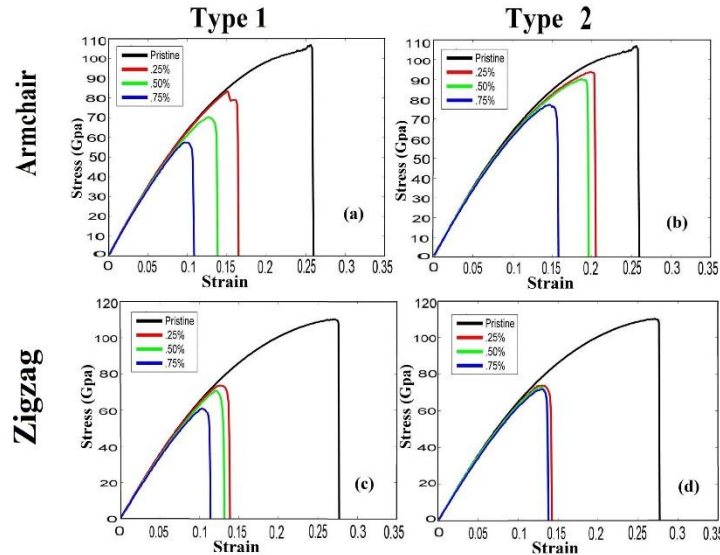 Type 1
Type 2
Armchair
Stress (Gpa)
110
100
90
80
70
60
50
40
30
20
10
0
Pristine
.25%
.50%
.75%
(a)
O 0.05 0.1 0.15 0.2 0.25 0.3 0.35
Strain
Stress (Gpa)
110
100
90
80
70
60
50
40
30
20
10
0
Pristine
.25%
.50%
.75%
(b)
O 0.05 0.1 0.15 0.2 0.25 0.3 0.35
Strain
Zigzag
Stress (Gpa)
120
100
80
60
40
20
0
Pristine
.25%
.50%
.75%
(c)
O 0.05 0.1 0.15 0.2 0.25 0.3 0.35
Strain
Stress (Gpa)
120
100
80
60
40
20
0
Pristine
.25%
.50%
.75%
(d)
O 0.05 0.1 0.15 0.2 0.25 0.3 0.35
Strain